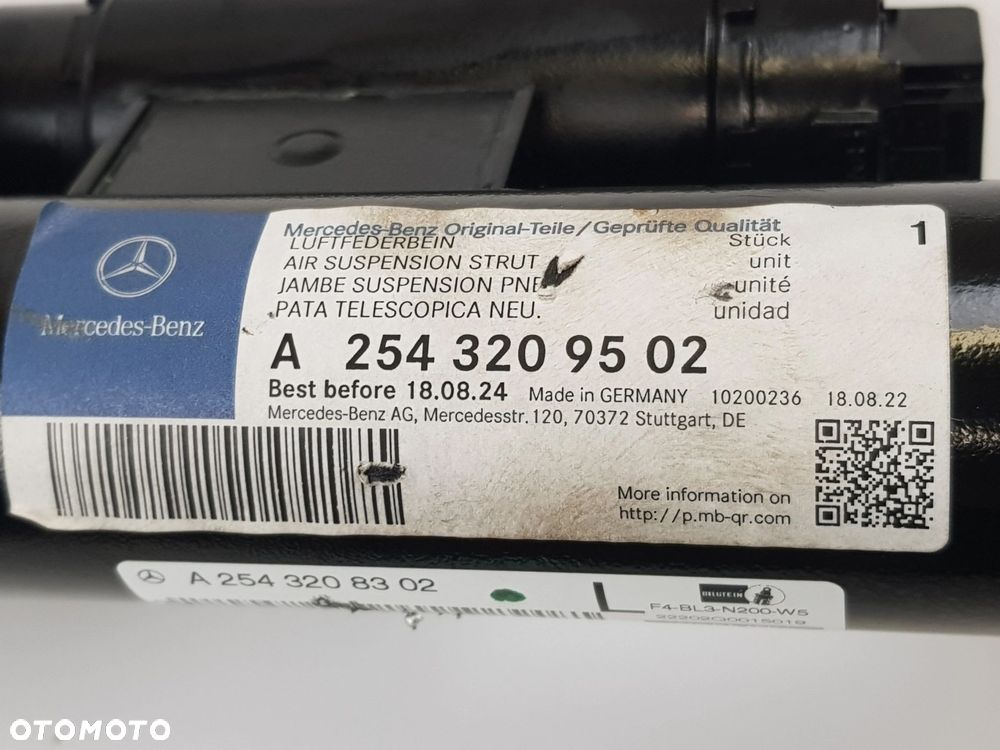 Mercedes-Benz
Mercedes-Benz Original-Teile/Geprüfte Qualität
LUFTFEDERBEIN Stück 1
AIR SUSPENSION STRUT unit
JAMBE SUSPENSION unité
PATA TELESCOPICA NEU. unidad
A 254 320 95 02
Best before 18.08.24 Made in GERMANY 10200236 18.08.22
Mercedes-Benz AG, Mercedesstr. 120, 70372 Stuttgart, DE
More information on
http://p.mb-qr.com
A 254 320 83 02
L
BILSTEIN
F4-BL3-N200-W5
OTOMOTO